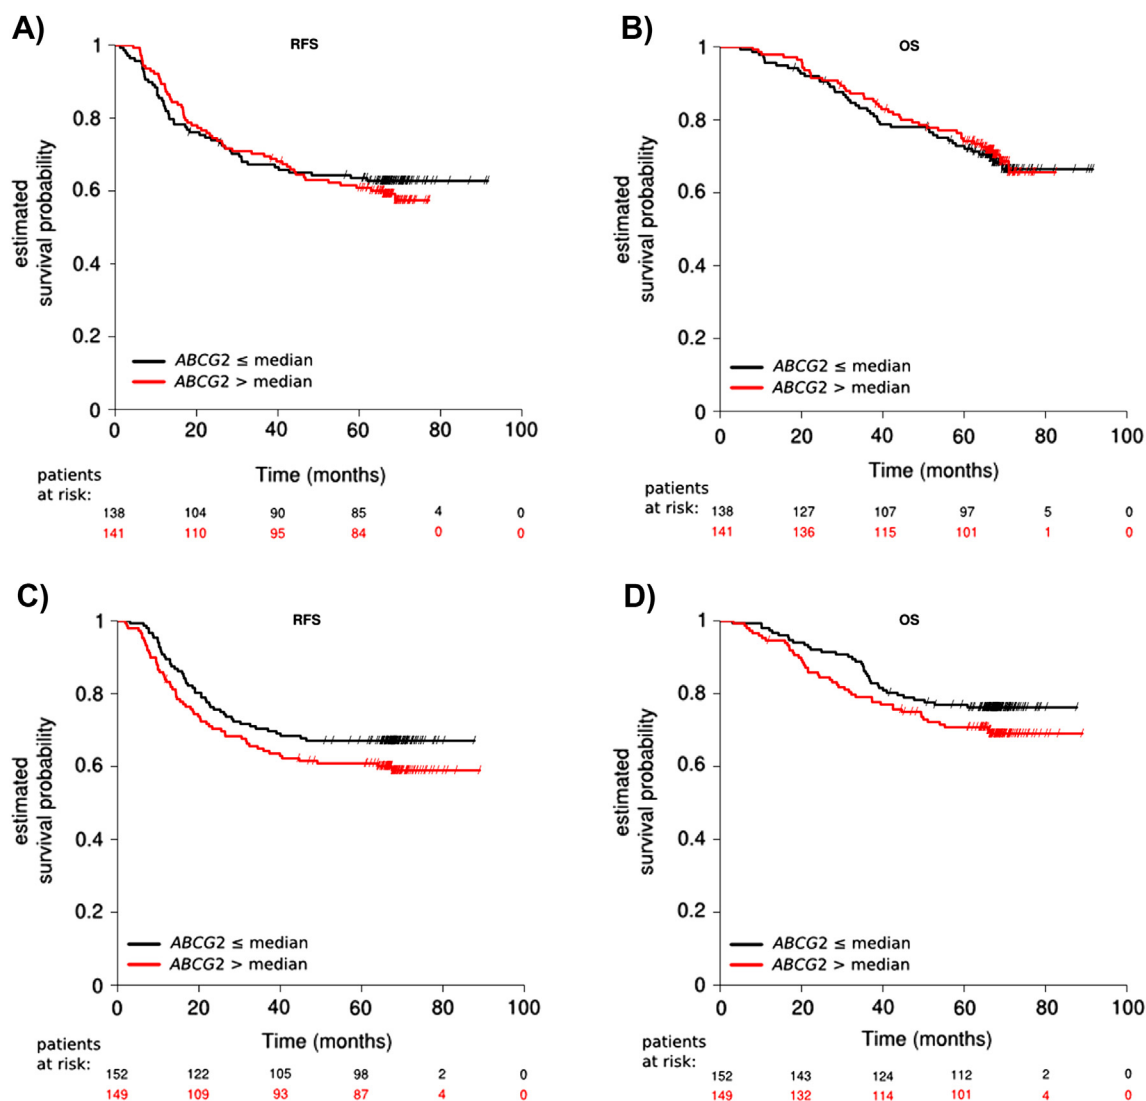 A)
RFS
estimated
survival probability
1
0.8
0.6
0.4
0.2
0
ABCG2 ≤ median
ABCG2 > median
0 20 40 60 80 100
Time (months)
patients
at risk:
138 104 90 85 4 0
141 110 95 84 0 0
B)
OS
estimated
survival probability
1
0.8
0.6
0.4
0.2
0
ABCG2 ≤ median
ABCG2 > median
0 20 40 60 80 100
Time (months)
patients
at risk:
138 127 107 97 5 0
141 136 115 101 1 0
C)
RFS
estimated
survival probability
1
0.8
0.6
0.4
0.2
0
ABCG2 ≤ median
ABCG2 > median
0 20 40 60 80 100
Time (months)
patients
at risk:
152 122 105 98 2 0
149 109 93 87 4 0
D)
OS
estimated
survival probability
1
0.8
0.6
0.4
0.2
0
ABCG2 ≤ median
ABCG2 > median
0 20 40 60 80 100
Time (months)
patients
at risk:
152 143 124 112 2 0
149 132 114 101 4 0